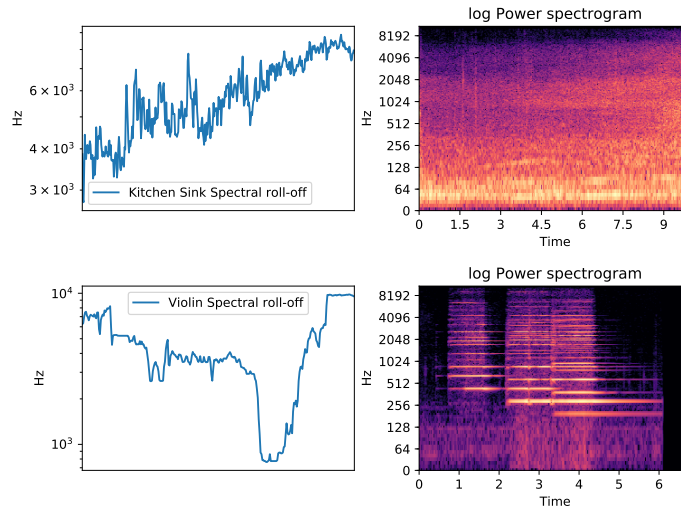 log Power spectrogram
Hz
6 × 10³
4 × 10³
3 × 10³
Kitchen Sink Spectral roll-off
Hz
8192
4096
2048
1024
512
256
128
64
0
0 1.5 3 4.5 6 7.5 9
Time
log Power spectrogram
Hz
10⁴
10³
Violin Spectral roll-off
Hz
8192
4096
2048
1024
512
256
128
64
0
0 1 2 3 4 5 6
Time